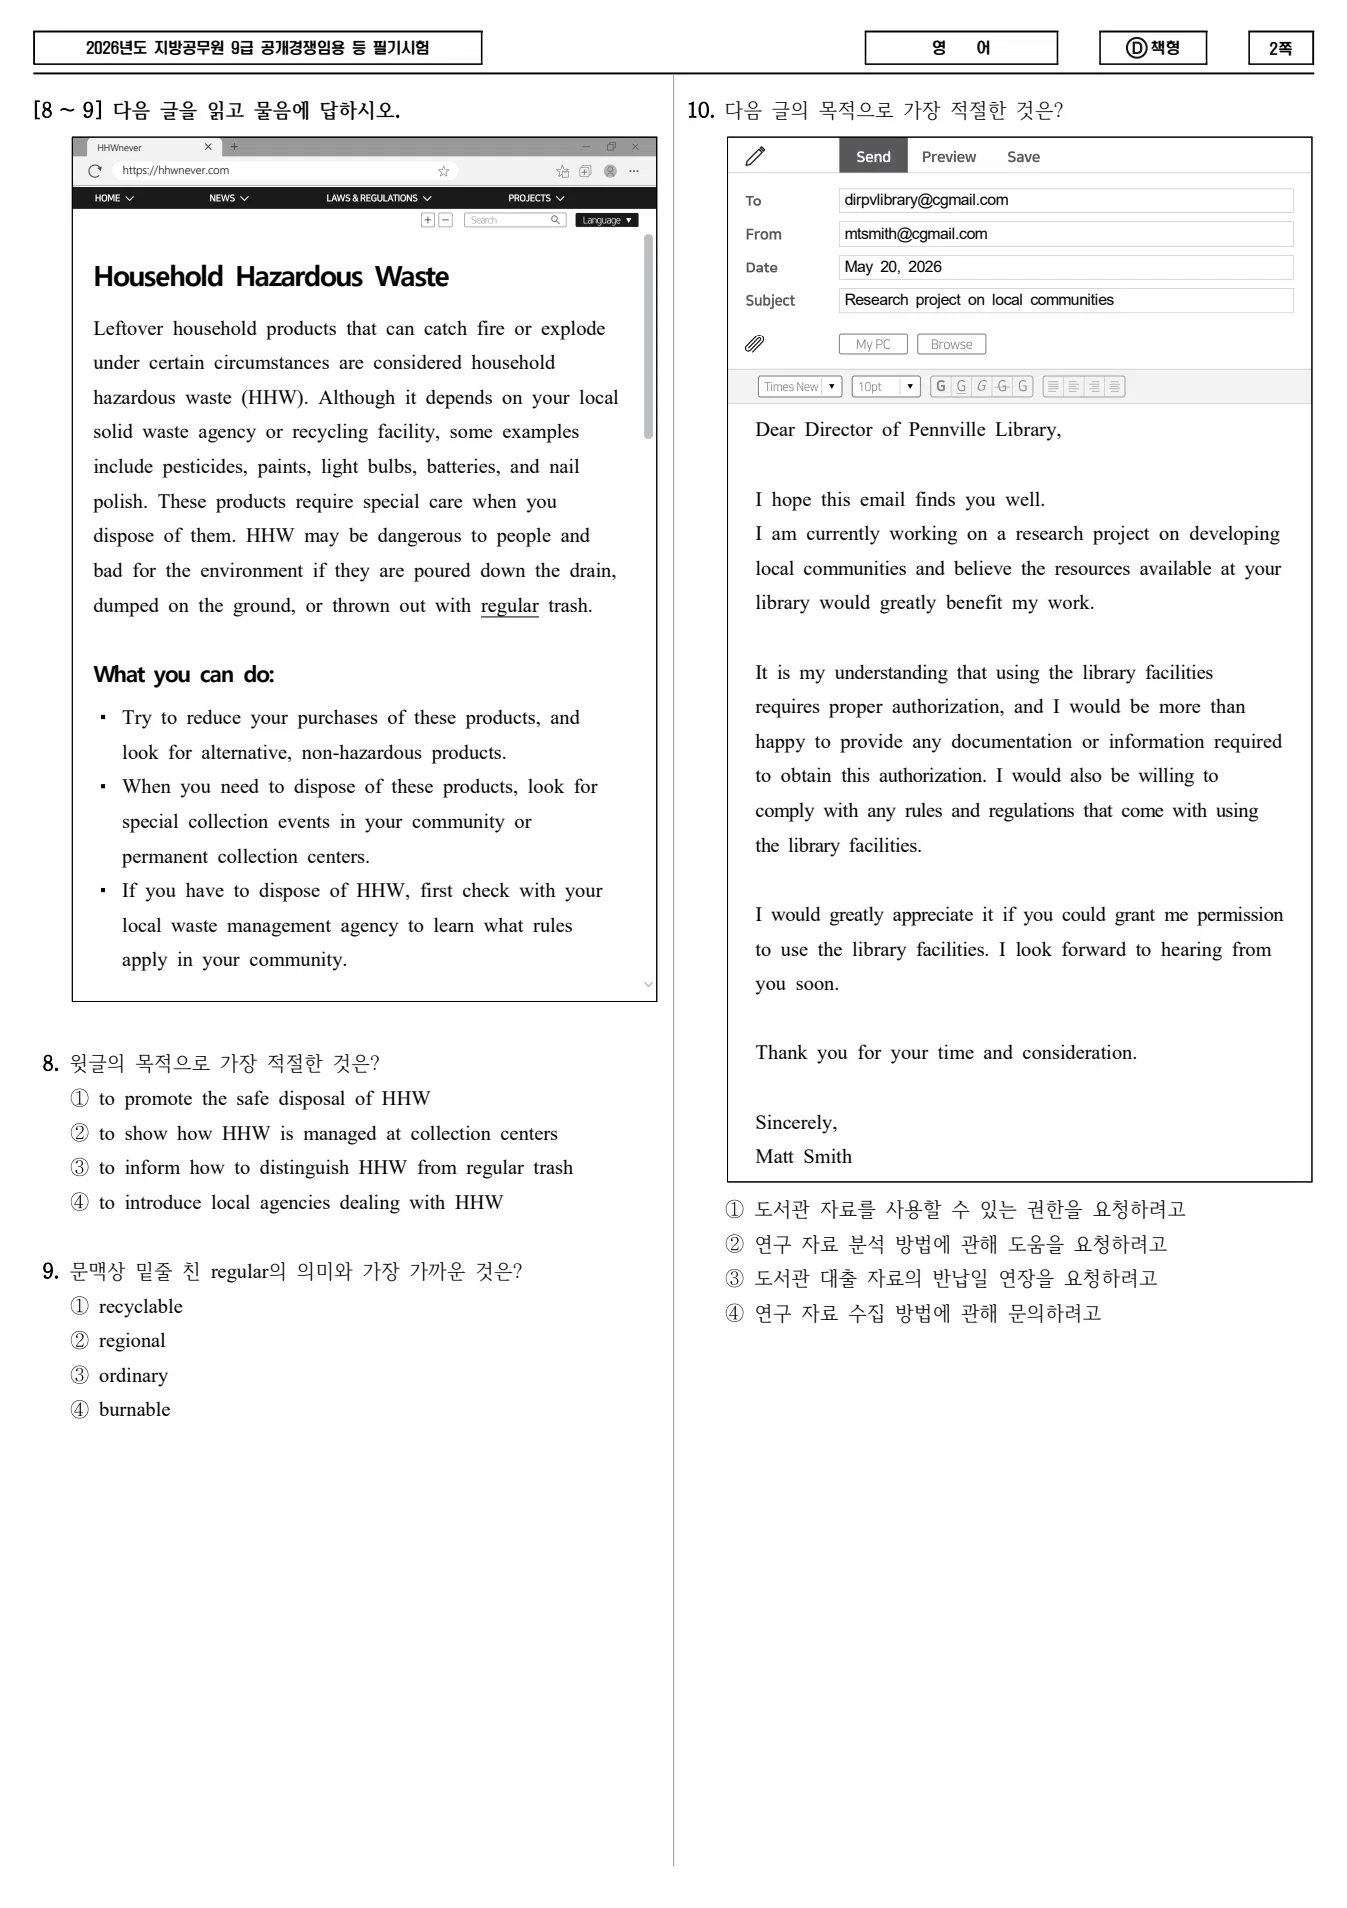 2026년도 지방공무원 9급 공개경쟁임용 등 필기시험
영 어
Ⓓ책형
2쪽
[8 ~ 9] 다음 글을 읽고 물음에 답하시오.
HHWnever
https://hhwnever.com
HOME NEWS LAWS & REGULATIONS PROJECTS
+ − Search Language ▼
Household Hazardous Waste
Leftover household products that can catch fire or explode
under certain circumstances are considered household
hazardous waste (HHW). Although it depends on your local
solid waste agency or recycling facility, some examples
include pesticides, paints, light bulbs, batteries, and nail
polish. These products require special care when you
dispose of them. HHW may be dangerous to people and
bad for the environment if they are poured down the drain,
dumped on the ground, or thrown out with regular trash.
What you can do:
▪ Try to reduce your purchases of these products, and
look for alternative, non-hazardous products.
▪ When you need to dispose of these products, look for
special collection events in your community or
permanent collection centers.
▪ If you have to dispose of HHW, first check with your
local waste management agency to learn what rules
apply in your community.
8. 윗글의 목적으로 가장 적절한 것은?
① to promote the safe disposal of HHW
② to show how HHW is managed at collection centers
③ to inform how to distinguish HHW from regular trash
④ to introduce local agencies dealing with HHW
9. 문맥상 밑줄 친 regular의 의미와 가장 가까운 것은?
① recyclable
② regional
③ ordinary
④ burnable
10. 다음 글의 목적으로 가장 적절한 것은?
Send Preview Save
To dirpvlibrary@cgmail.com
From mtsmith@cgmail.com
Date May 20, 2026
Subject Research project on local communities
My PC Browse
Times New ▼ 10pt ▼ G G G G G
Dear Director of Pennville Library,
I hope this email finds you well.
I am currently working on a research project on developing
local communities and believe the resources available at your
library would greatly benefit my work.
It is my understanding that using the library facilities
requires proper authorization, and I would be more than
happy to provide any documentation or information required
to obtain this authorization. I would also be willing to
comply with any rules and regulations that come with using
the library facilities.
I would greatly appreciate it if you could grant me permission
to use the library facilities. I look forward to hearing from
you soon.
Thank you for your time and consideration.
Sincerely,
Matt Smith
① 도서관 자료를 사용할 수 있는 권한을 요청하려고
② 연구 자료 분석 방법에 관해 도움을 요청하려고
③ 도서관 대출 자료의 반납일 연장을 요청하려고
④ 연구 자료 수집 방법에 관해 문의하려고